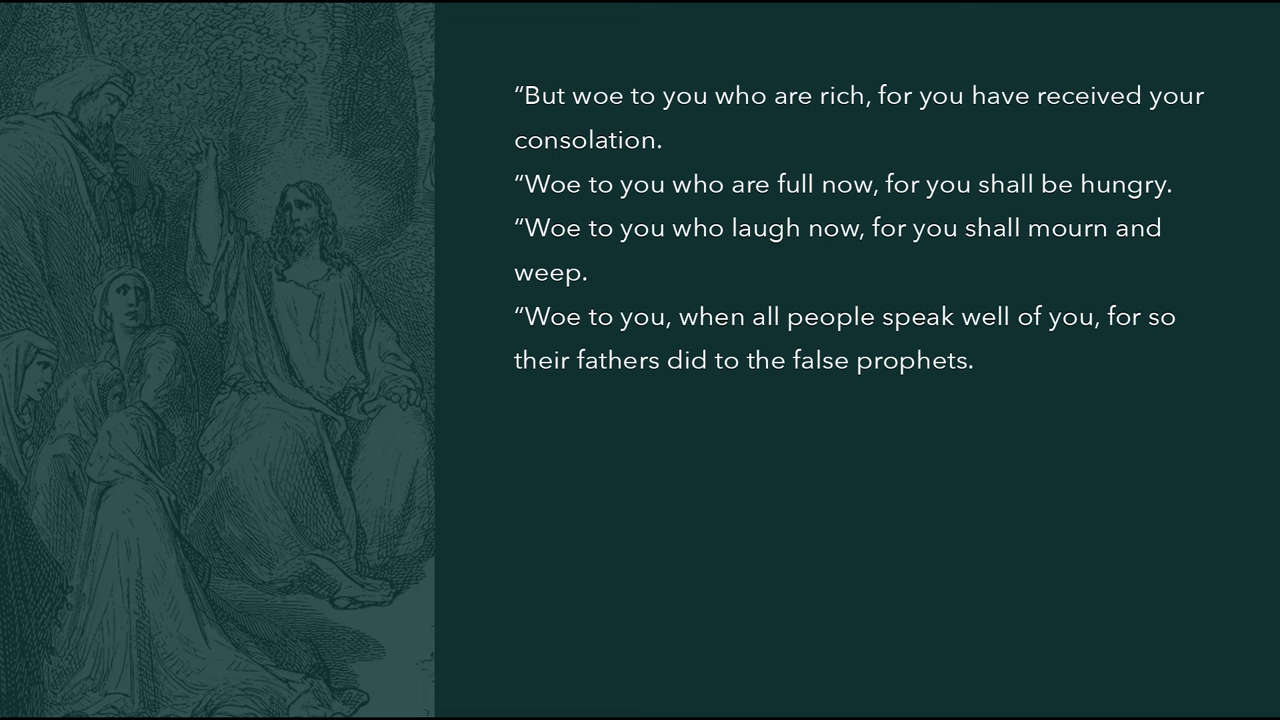 “But woe to you who are rich, for you have received your
consolation.
“Woe to you who are full now, for you shall be hungry.
“Woe to you who laugh now, for you shall mourn and
weep.
“Woe to you, when all people speak well of you, for so
their fathers did to the false prophets.